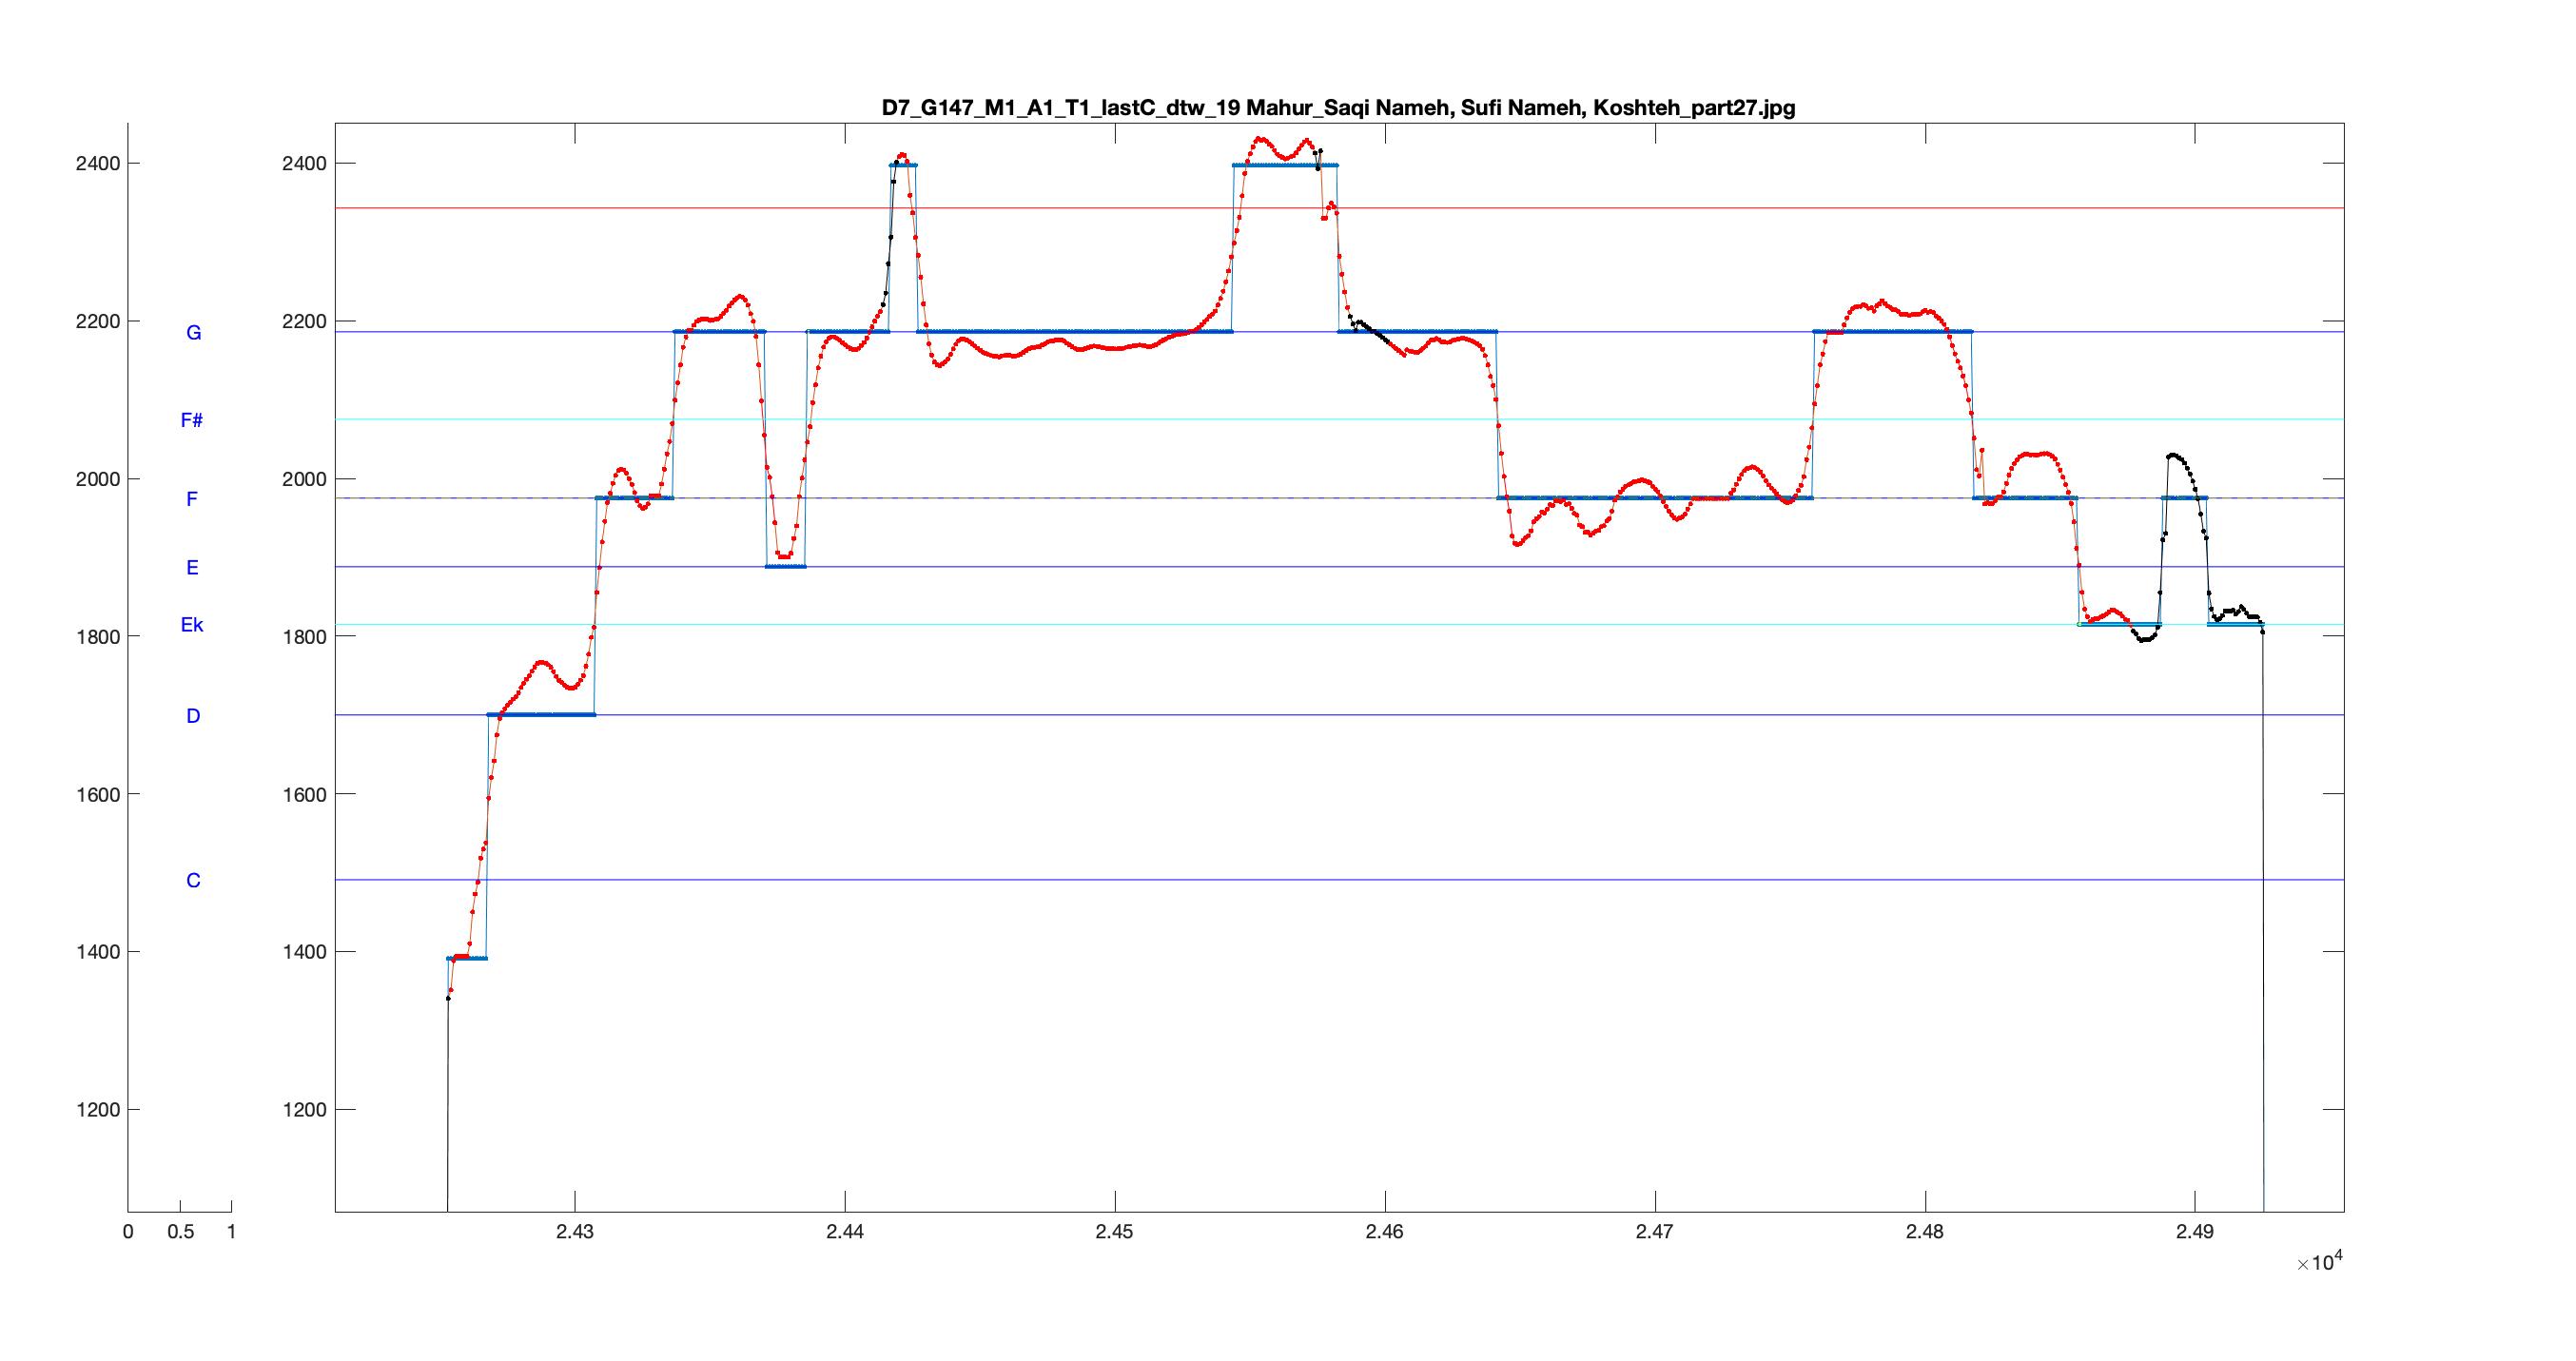 D7_G147_M1_A1_T1_lastC_dtw_19 Mahur_Saqi Nameh, Sufi Nameh, Koshteh_part27.jpg
2400 2400
2200 G 2200
F#
2000 2000
F
E
1800 Ek 1800
D
1600 1600
C
1400 1400
1200 1200
0 0.5 1 2.43 2.44 2.45 2.46 2.47 2.48 2.49
×10⁴